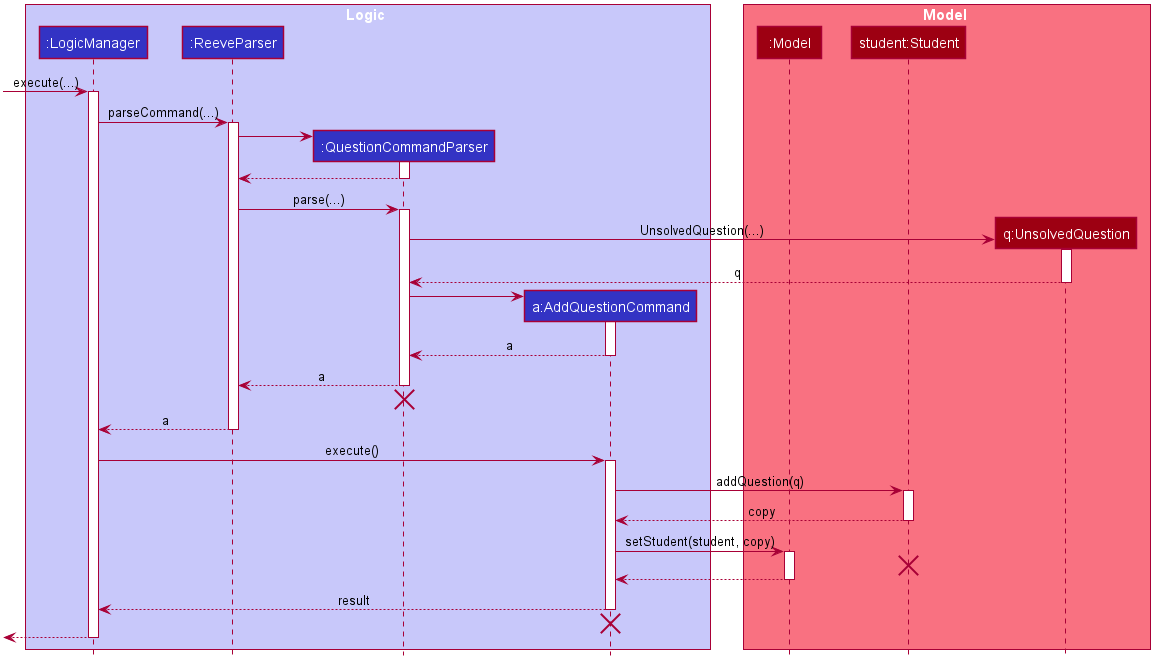 Logic
Model
:LogicManager
:ReeveParser
:Model
student:Student
execute(...)
parseCommand(...)
:QuestionCommandParser
parse(...)
UnsolvedQuestion(...)
q:UnsolvedQuestion
q
a:AddQuestionCommand
a
a
a
execute()
addQuestion(q)
copy
setStudent(student, copy)
result